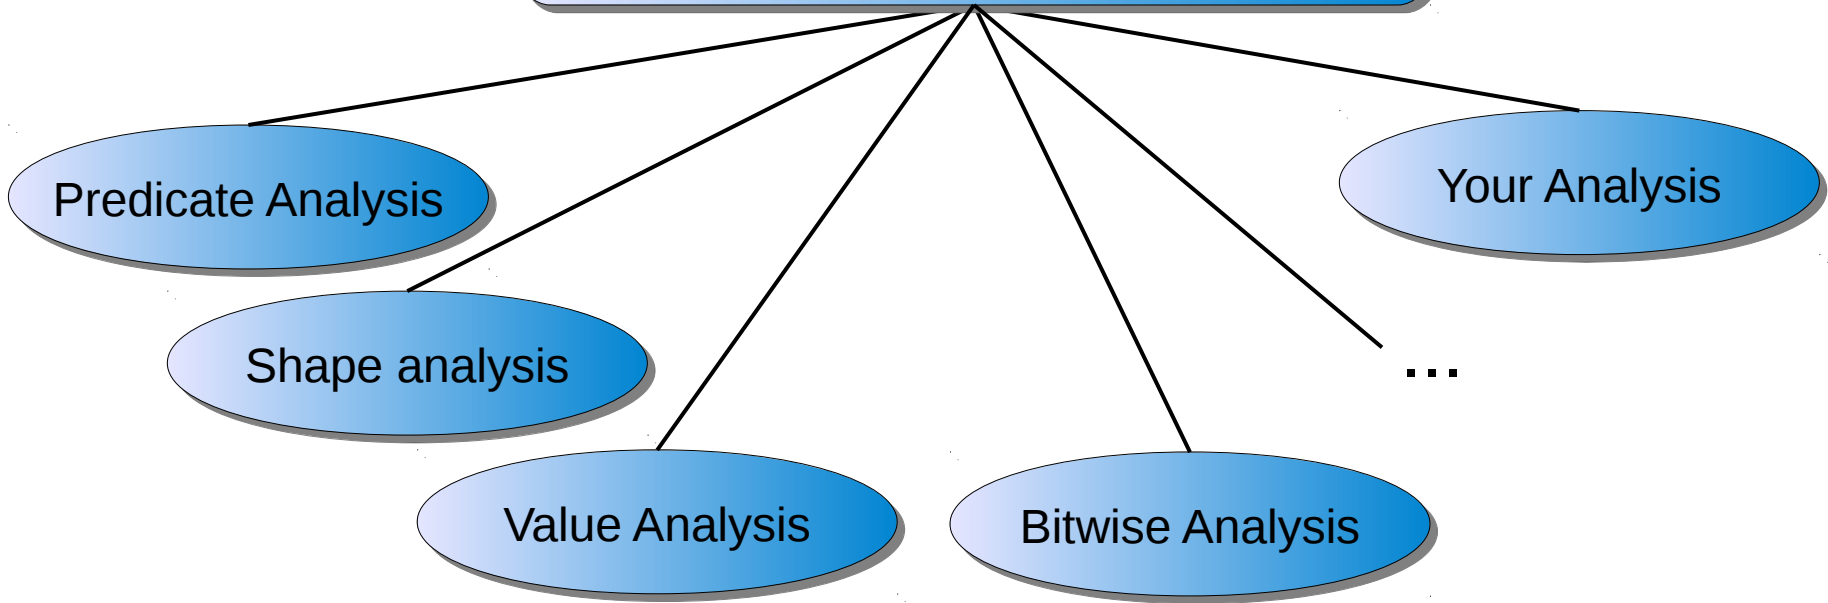 Predicate Analysis
Your Analysis
Shape analysis
...
Value Analysis
Bitwise Analysis